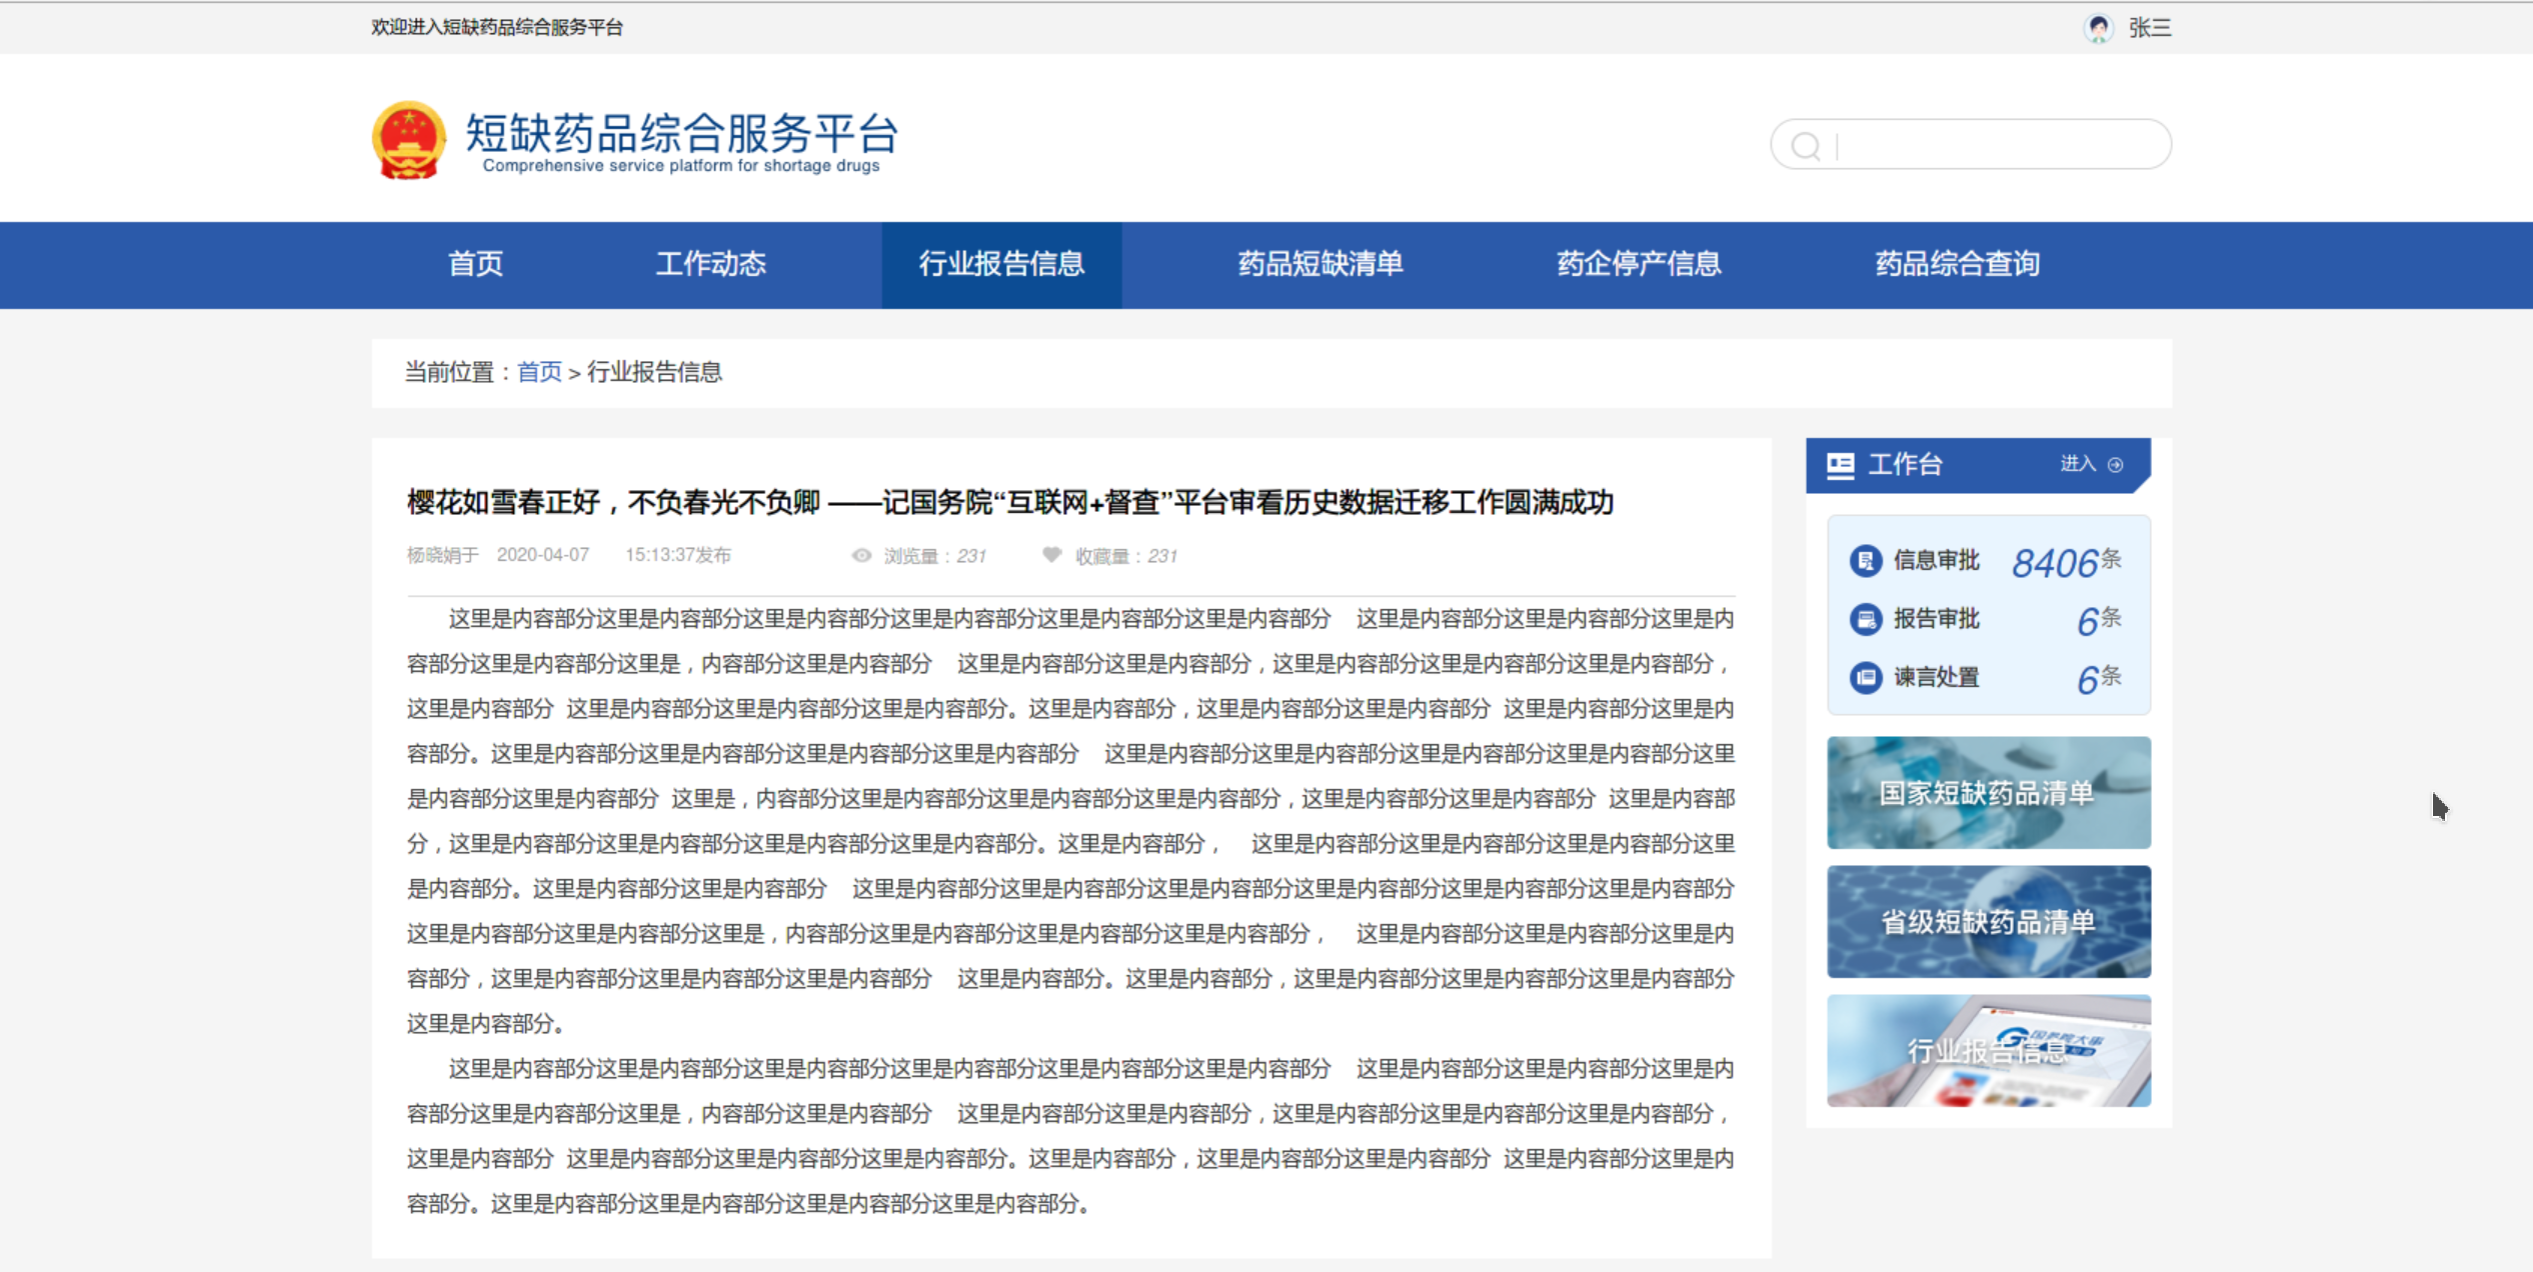 欢迎进入短缺药品综合服务平台
张三
短缺药品综合服务平台
Comprehensive service platform for shortage drugs
首页 工作动态 行业报告信息 药品短缺清单 药企停产信息 药品综合查询
当前位置：首页 > 行业报告信息
樱花如雪春正好，不负春光不负卿 ——记国务院“互联网+督查”平台审看历史数据迁移工作圆满成功
杨晓娟于 2020-04-07 15:13:37发布 浏览量：231 收藏量：231
这里是内容部分这里是内容部分这里是内容部分这里是内容部分这里是内容部分这里是内容部分 这里是内容部分这里是内容部分这里是内
容部分这里是内容部分这里是，内容部分这里是内容部分 这里是内容部分这里是内容部分，这里是内容部分这里是内容部分这里是内容部分，
这里是内容部分 这里是内容部分这里是内容部分这里是内容部分。这里是内容部分，这里是内容部分这里是内容部分 这里是内容部分这里是内
容部分。这里是内容部分这里是内容部分这里是内容部分这里是内容部分 这里是内容部分这里是内容部分这里是内容部分这里是内容部分这里
是内容部分这里是内容部分 这里是，内容部分这里是内容部分这里是内容部分这里是内容部分，这里是内容部分这里是内容部分 这里是内容部
分，这里是内容部分这里是内容部分这里是内容部分这里是内容部分。这里是内容部分， 这里是内容部分这里是内容部分这里是内容部分这里
是内容部分。这里是内容部分这里是内容部分 这里是内容部分这里是内容部分这里是内容部分这里是内容部分这里是内容部分这里是内容部分
这里是内容部分这里是内容部分这里是，内容部分这里是内容部分这里是内容部分这里是内容部分， 这里是内容部分这里是内容部分这里是内
容部分，这里是内容部分这里是内容部分这里是内容部分 这里是内容部分。这里是内容部分，这里是内容部分这里是内容部分这里是内容部分
这里是内容部分。
这里是内容部分这里是内容部分这里是内容部分这里是内容部分这里是内容部分这里是内容部分 这里是内容部分这里是内容部分这里是内
容部分这里是内容部分这里是，内容部分这里是内容部分 这里是内容部分这里是内容部分，这里是内容部分这里是内容部分这里是内容部分，
这里是内容部分 这里是内容部分这里是内容部分这里是内容部分。这里是内容部分，这里是内容部分这里是内容部分 这里是内容部分这里是内
容部分。这里是内容部分这里是内容部分这里是内容部分这里是内容部分。
工作台 进入
信息审批 8406条
报告审批 6条
谏言处置 6条
国家短缺药品清单
省级短缺药品清单
行业报告信息